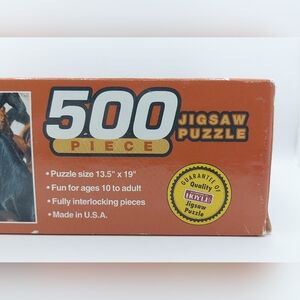 500
PIECE
JIGSAW
PUZZLE
• Puzzle size 13.5" x 19"
• Fun for ages 10 to adult
• Fully interlocking pieces
• Made in U.S.A.
GUARANTEE OF
Quality
HOYLE
Jigsaw
Puzzle